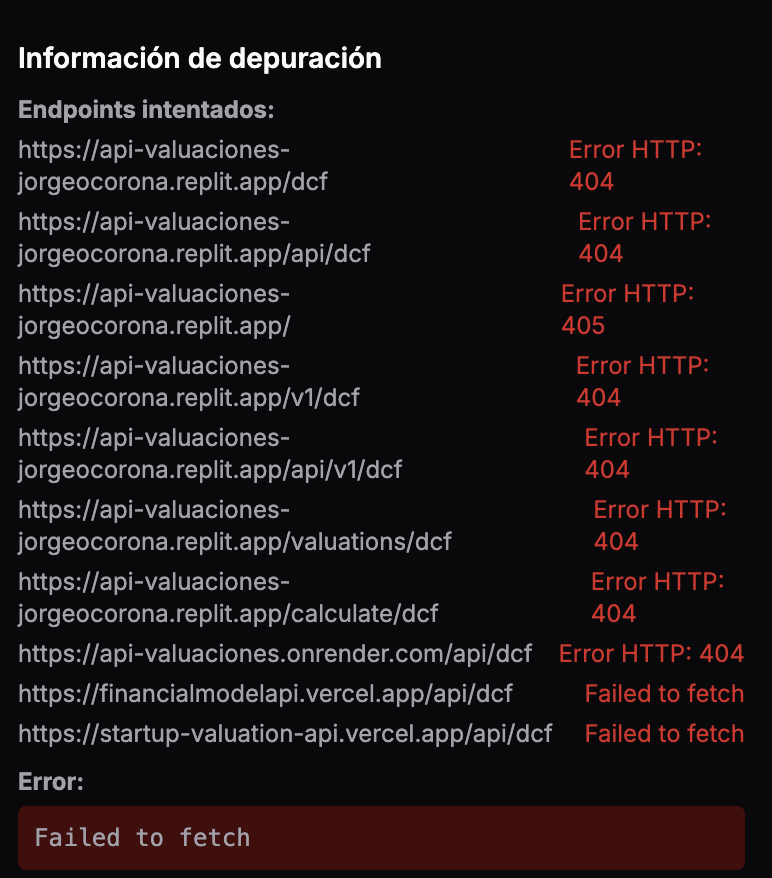 Información de depuración
Endpoints intentados:
https://api-valuaciones-
jorgeocorona.replit.app/dcf
Error HTTP:
404
https://api-valuaciones-
jorgeocorona.replit.app/api/dcf
Error HTTP:
404
https://api-valuaciones-
jorgeocorona.replit.app/
Error HTTP:
405
https://api-valuaciones-
jorgeocorona.replit.app/v1/dcf
Error HTTP:
404
https://api-valuaciones-
jorgeocorona.replit.app/api/v1/dcf
Error HTTP:
404
https://api-valuaciones-
jorgeocorona.replit.app/valuations/dcf
Error HTTP:
404
https://api-valuaciones-
jorgeocorona.replit.app/calculate/dcf
Error HTTP:
404
https://api-valuaciones.onrender.com/api/dcf Error HTTP: 404
https://financialmodelapi.vercel.app/api/dcf Failed to fetch
https://startup-valuation-api.vercel.app/api/dcf Failed to fetch
Error:
Failed to fetch